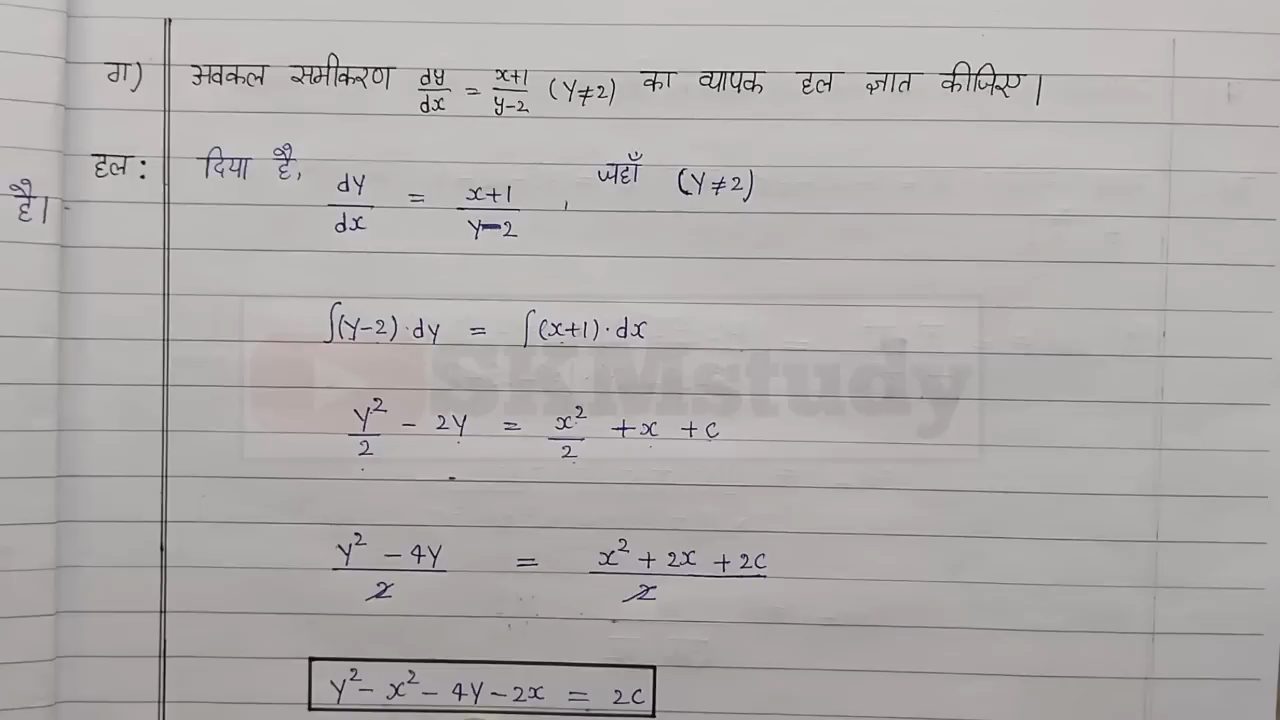 ग) अवकल समीकरण dy/dx = x+1/y-2 (y≠2) का व्यापक हल ज्ञात कीजिए।
हल: दिया है, dy/dx = x+1/y-2 , जहाँ (y≠2)
है।
∫(y-2)·dy = ∫(x+1)·dx
SKMstudy
y²/2 - 2y = x²/2 + x + c
y² - 4y/2 = x² + 2x + 2c/2
y² - x² - 4y - 2x = 2c